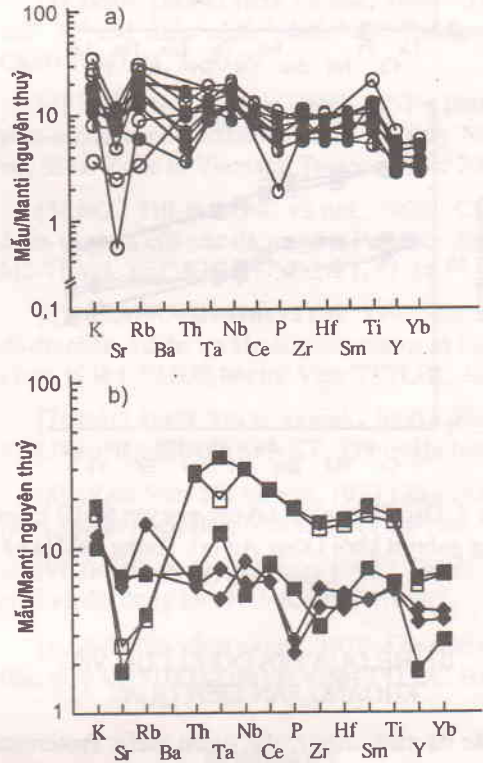 a)
100
10
1
0,1
Mẫu/Manti nguyên thuỷ
K Rb Th Nb P Hf Ti Yb
Sr Ba Ta Ce Zr Sm Y
b)
100
10
1
Mẫu/Manti nguyên thuỷ
K Rb Th Nb P Hf Ti Yb
Sr Ba Ta Ce Zr Sm Y